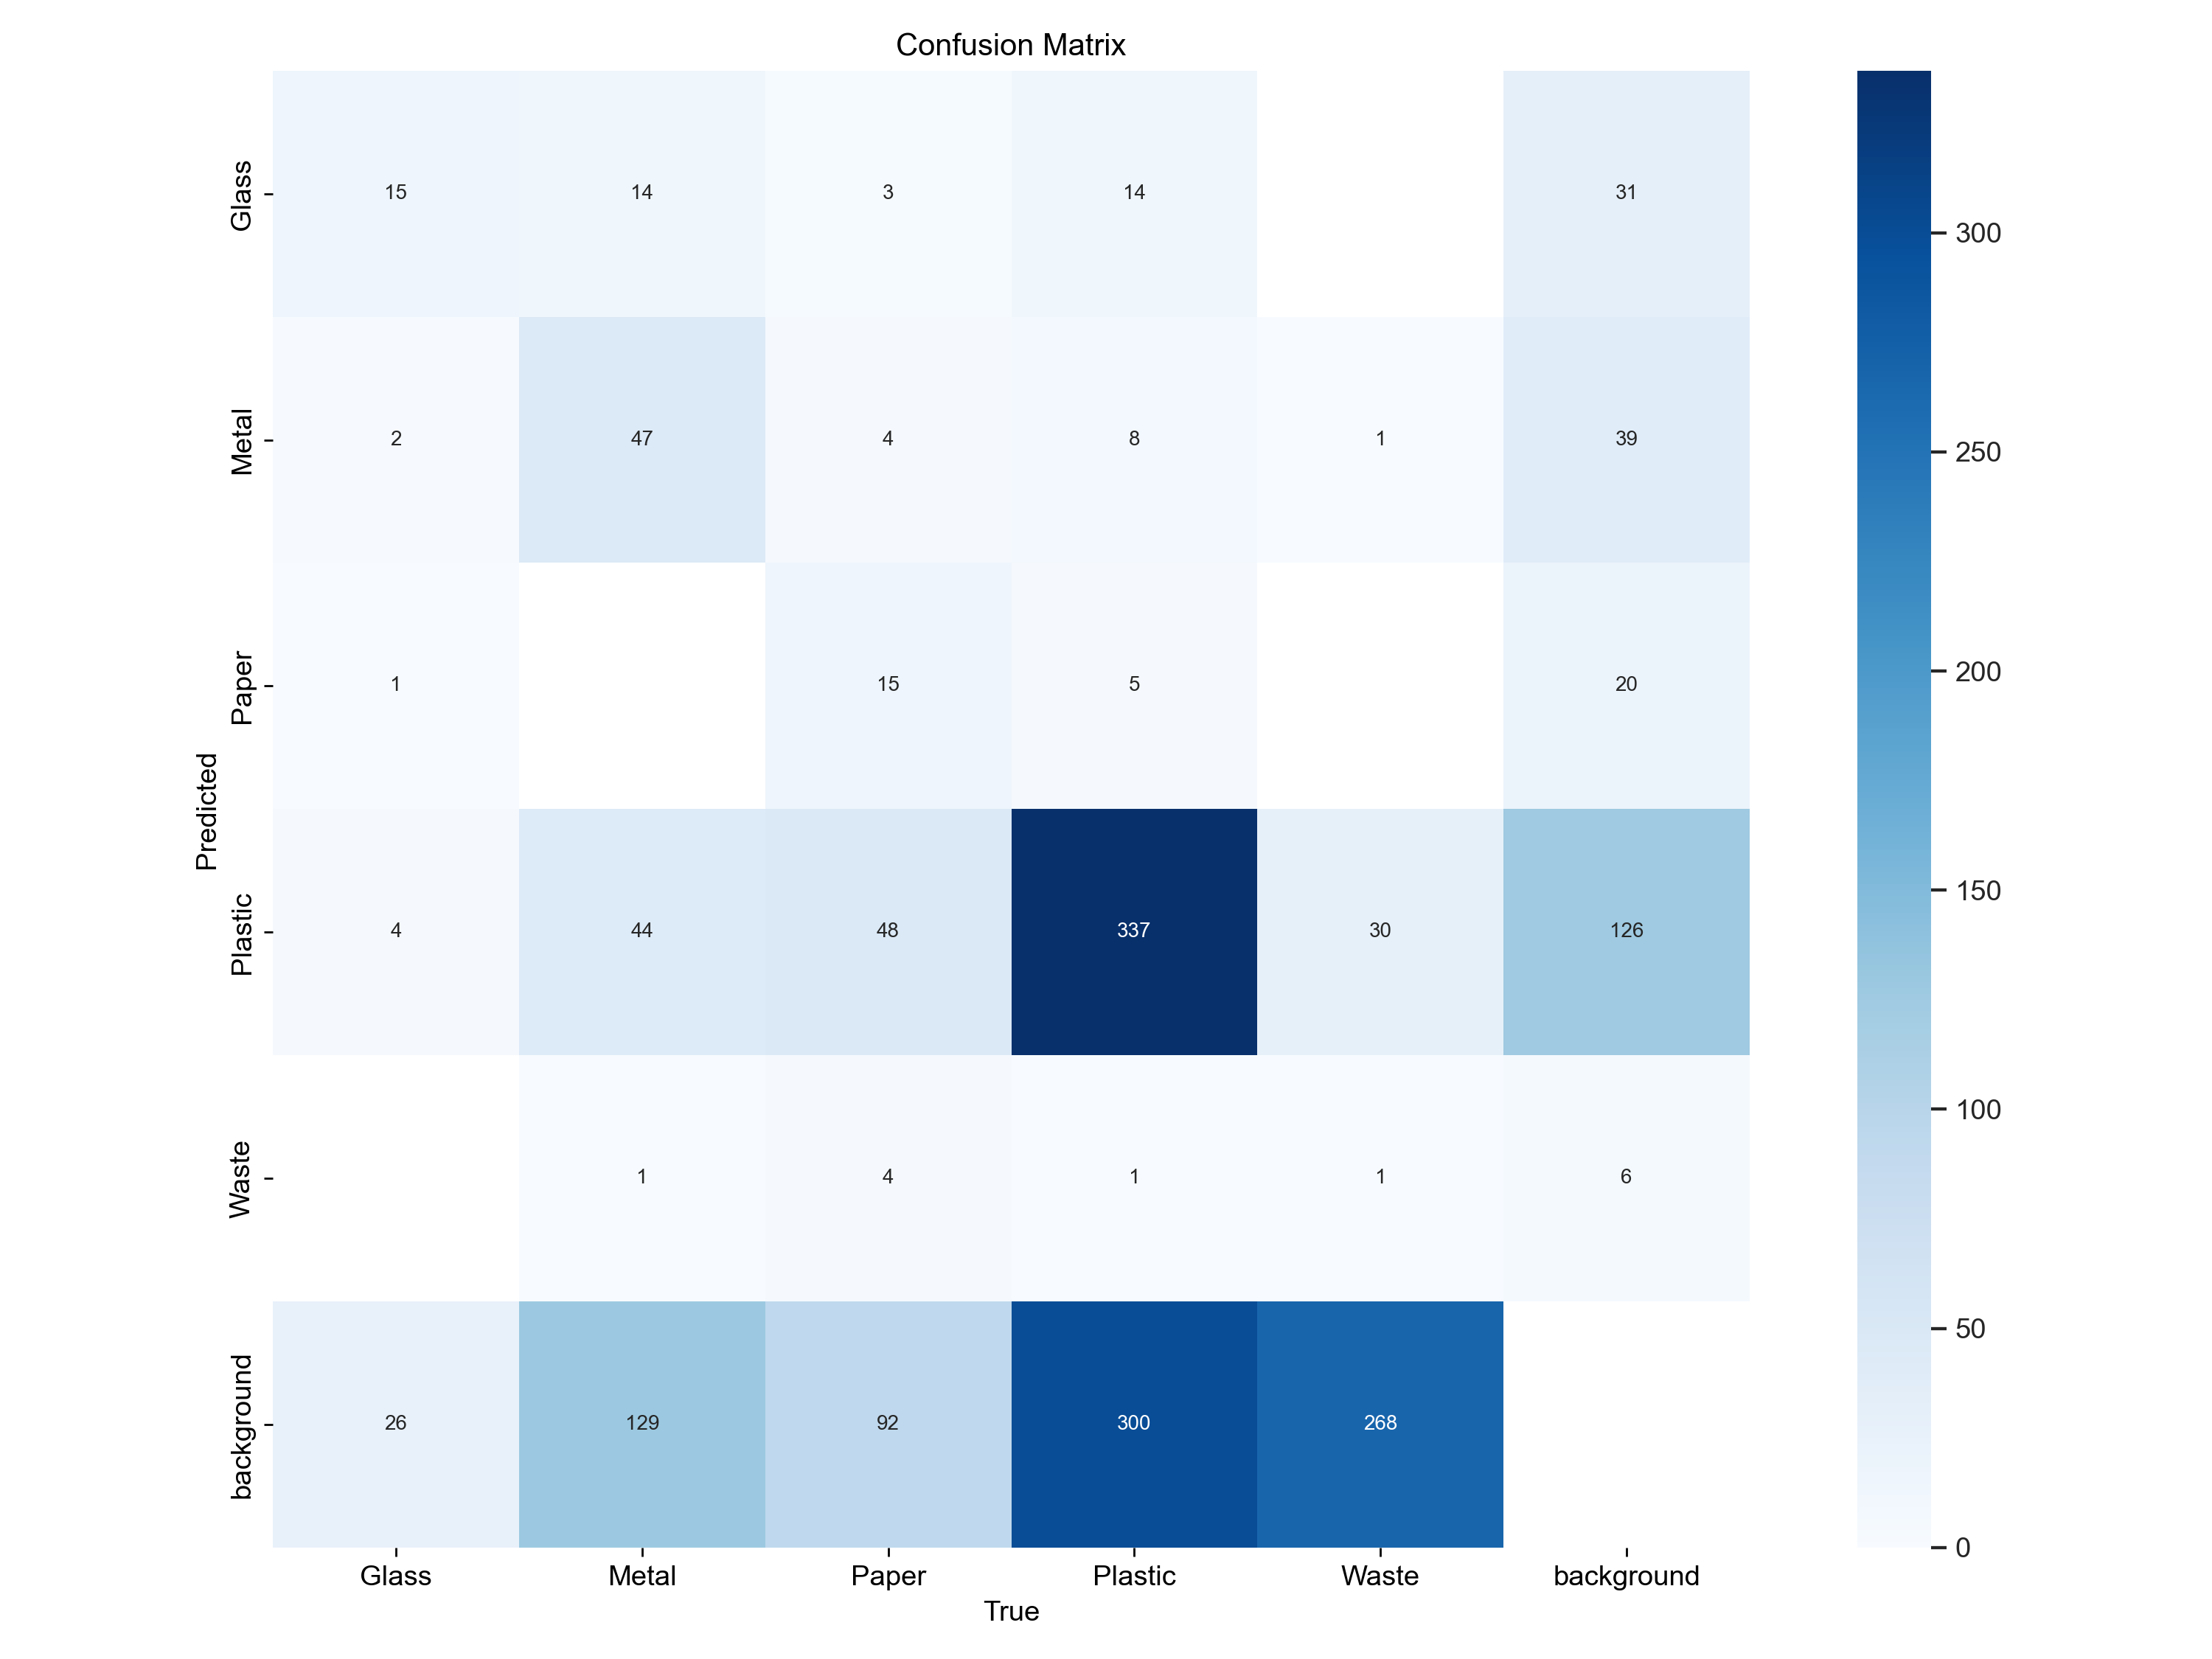 Confusion Matrix
Glass 15 14 3 14 31
Metal 2 47 4 8 1 39
Paper 1 15 5 20
Plastic 4 44 48 337 30 126
Waste 1 4 1 1 6
background 26 129 92 300 268
Glass Metal Paper Plastic Waste background
True
Predicted
300
250
200
150
100
50
0